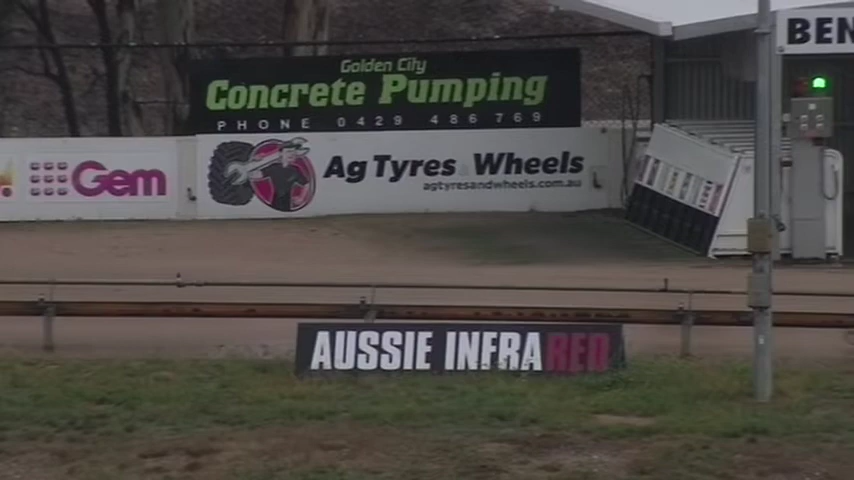 Golden City
Concrete Pumping
PHONE 0429 486 769
BEN
Gem
Ag Tyres & Wheels
agtyresandwheels.com.au
AUSSIE INFRARED